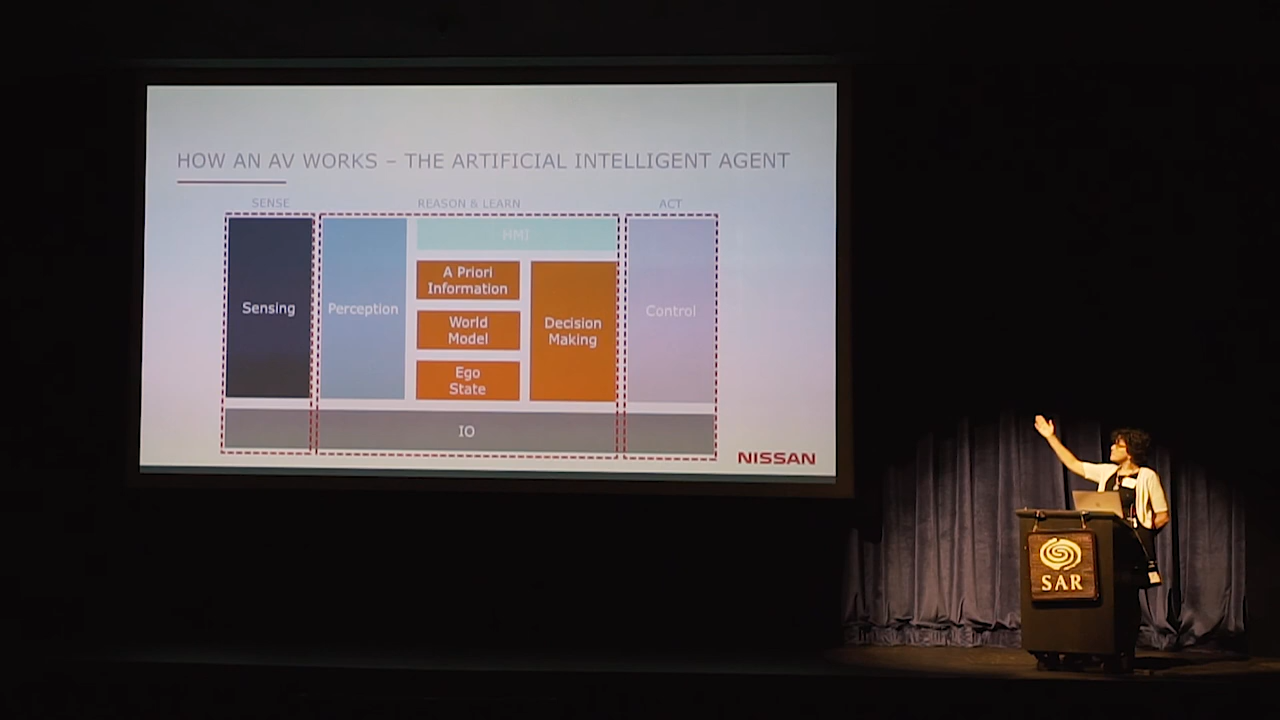 HOW AN AV WORKS – THE ARTIFICIAL INTELLIGENT AGENT
SENSE
REASON & LEARN
ACT
HMI
Sensing
Perception
A Priori
Information
World
Model
Ego
State
Decision
Making
Control
IO
NISSAN
SAR